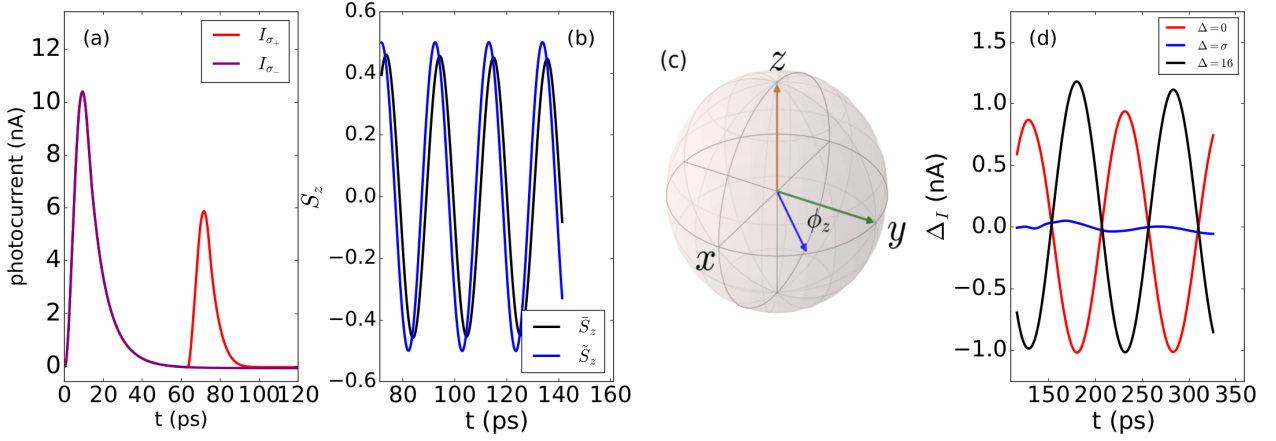 (a)
I_{σ+}
I_{σ−}
photocurrent (nA)
12
10
8
6
4
2
0
0 20 40 60 80 100 120
t (ps)
(b)
S_z
0.6
0.4
0.2
0.0
−0.2
−0.4
−0.6
S̄_z
S̃_z
80 100 120 140 160
t (ps)
(c)
z
ϕ_z
y
x
(d)
Δ=0
Δ=σ
Δ=16
Δ_I (nA)
1.5
1.0
0.5
0.0
−0.5
−1.0
150 200 250 300 350
t (ps)